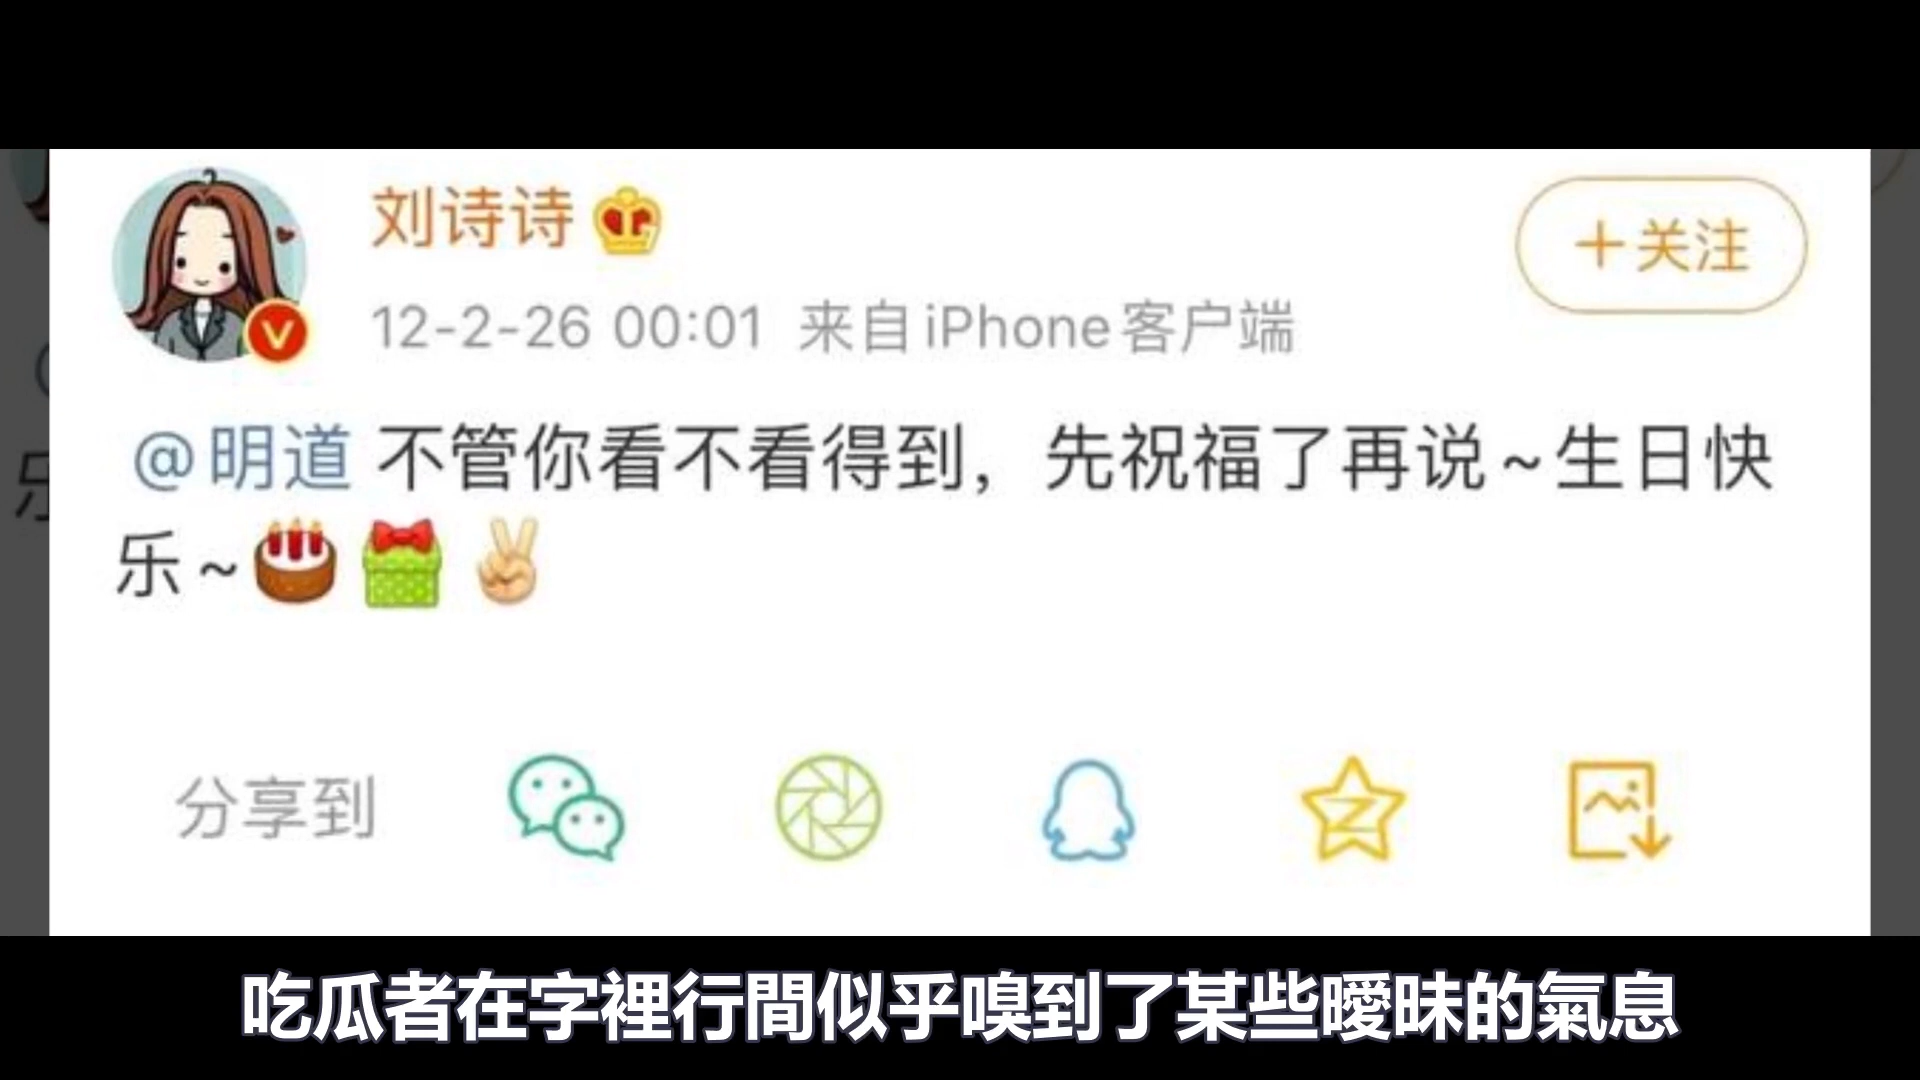 刘诗诗
+关注
12-2-26 00:01 来自iPhone客户端
@明道 不管你看不看得到，先祝福了再说~生日快
乐~🎂🎁✌
分享到
吃瓜者在字裡行間似乎嗅到了某些曖昧的氣息